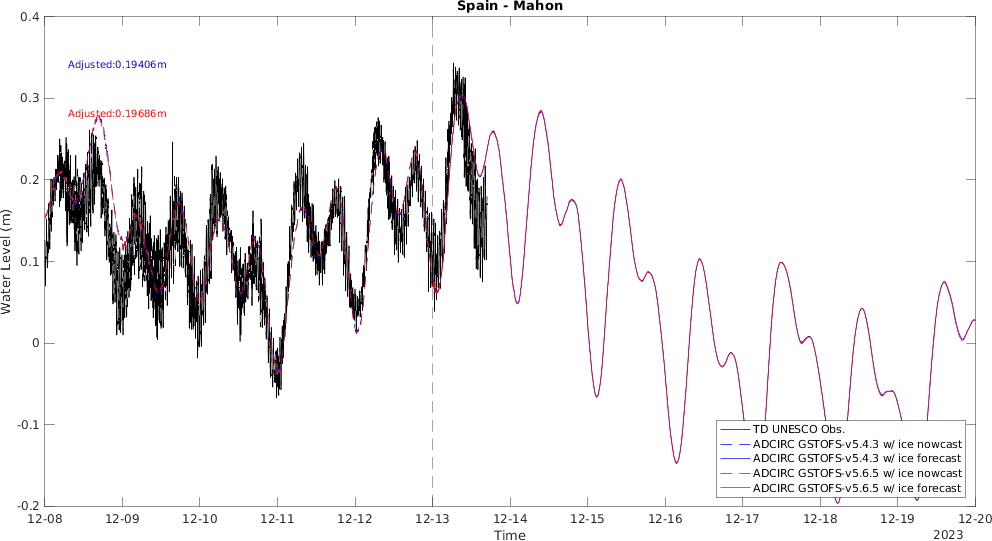 Spain - Mahon
Adjusted:0.19406m
Adjusted:0.19686m
0.4
0.3
0.2
0.1
0
-0.1
-0.2
Water Level (m)
TD UNESCO Obs.
ADCIRC GSTOFS-v5.4.3 w/ ice nowcast
ADCIRC GSTOFS-v5.4.3 w/ ice forecast
ADCIRC GSTOFS-v5.6.5 w/ ice nowcast
ADCIRC GSTOFS-v5.6.5 w/ ice forecast
12-08 12-09 12-10 12-11 12-12 12-13 12-14 12-15 12-16 12-17 12-18 12-19 12-20
Time
2023